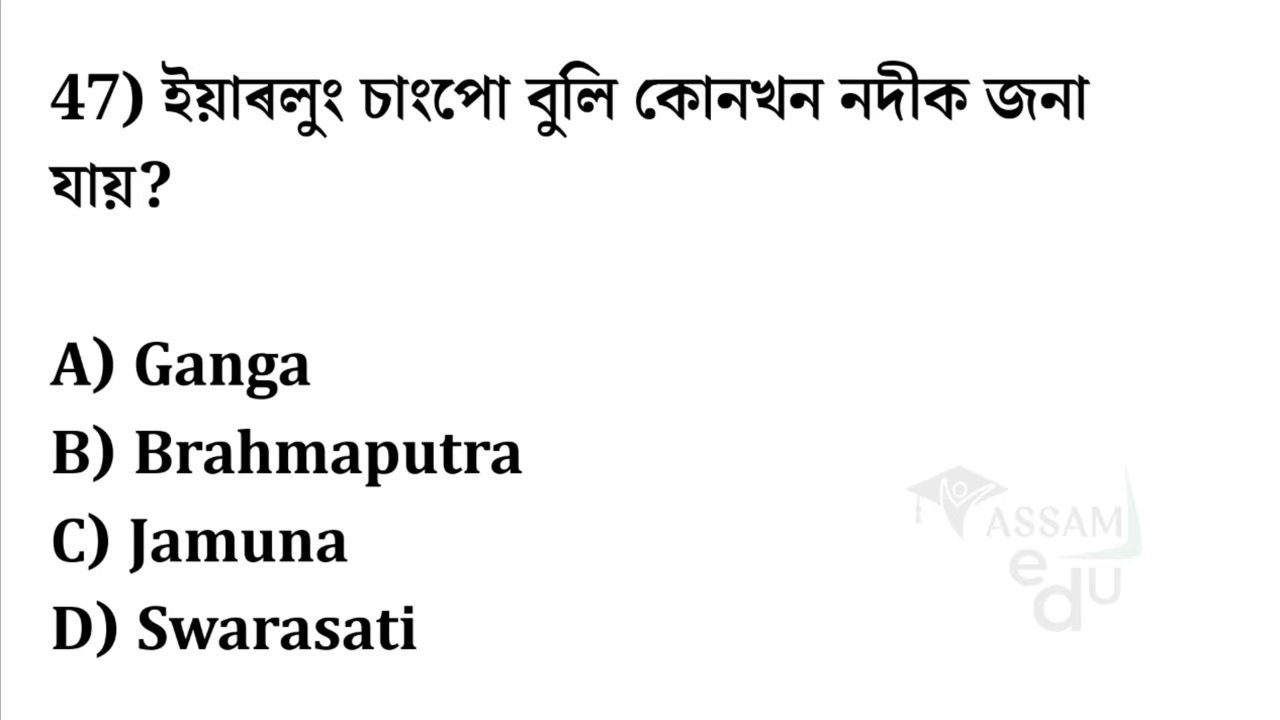 47) ইয়াৰলুং চাংপো বুলি কোনখন নদীক জনা
যায়?
A) Ganga
B) Brahmaputra
C) Jamuna
D) Swarasati
ASSAM
edu